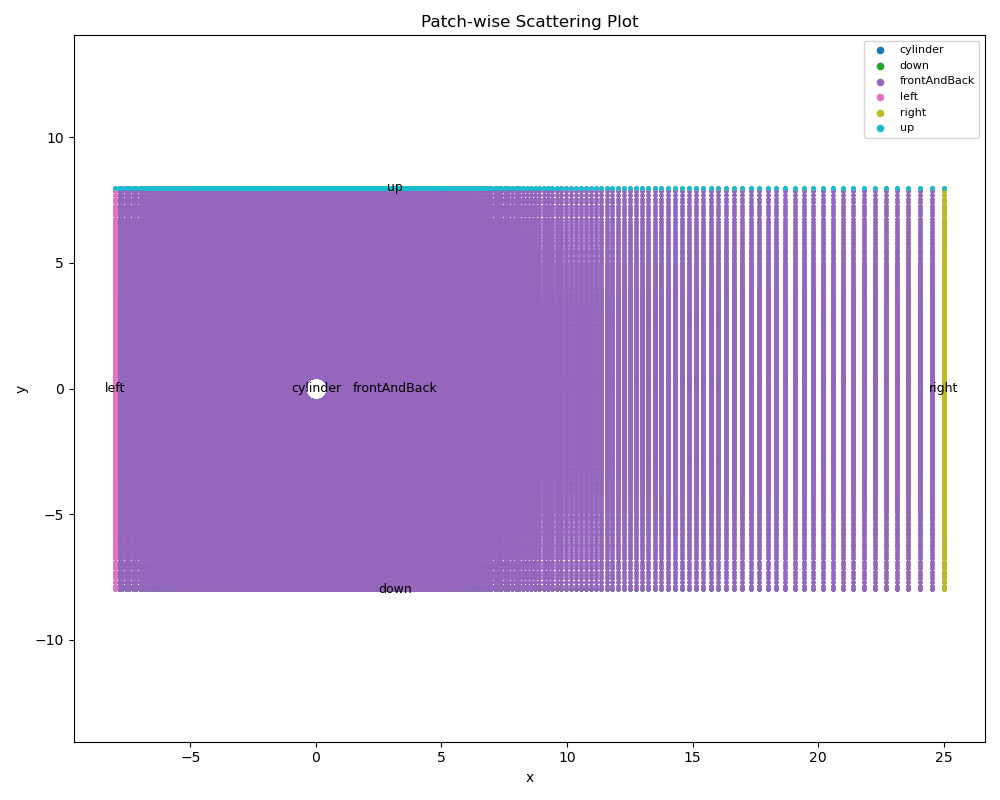 Patch-wise Scattering Plot
cylinder
down
frontAndBack
left
right
up
10
5
0
−5
−10
y
up
left
cylinder
frontAndBack
right
down
−5
0
5
10
15
20
25
x